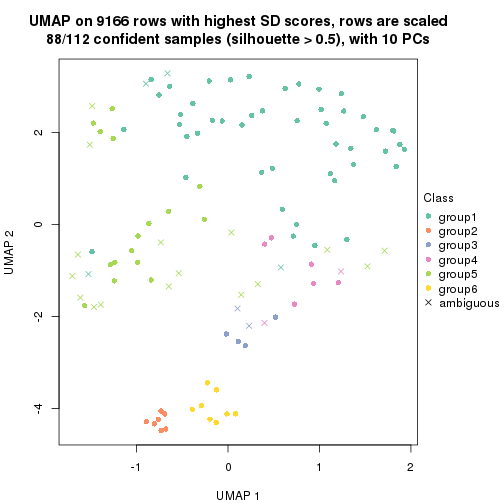 UMAP on 9166 rows with highest SD scores, rows are scaled
88/112 confident samples (silhouette > 0.5), with 10 PCs
UMAP 2
2
0
-2
-4
-1
0
1
2
UMAP 1
Class
group1
group2
group3
group4
group5
group6
ambiguous